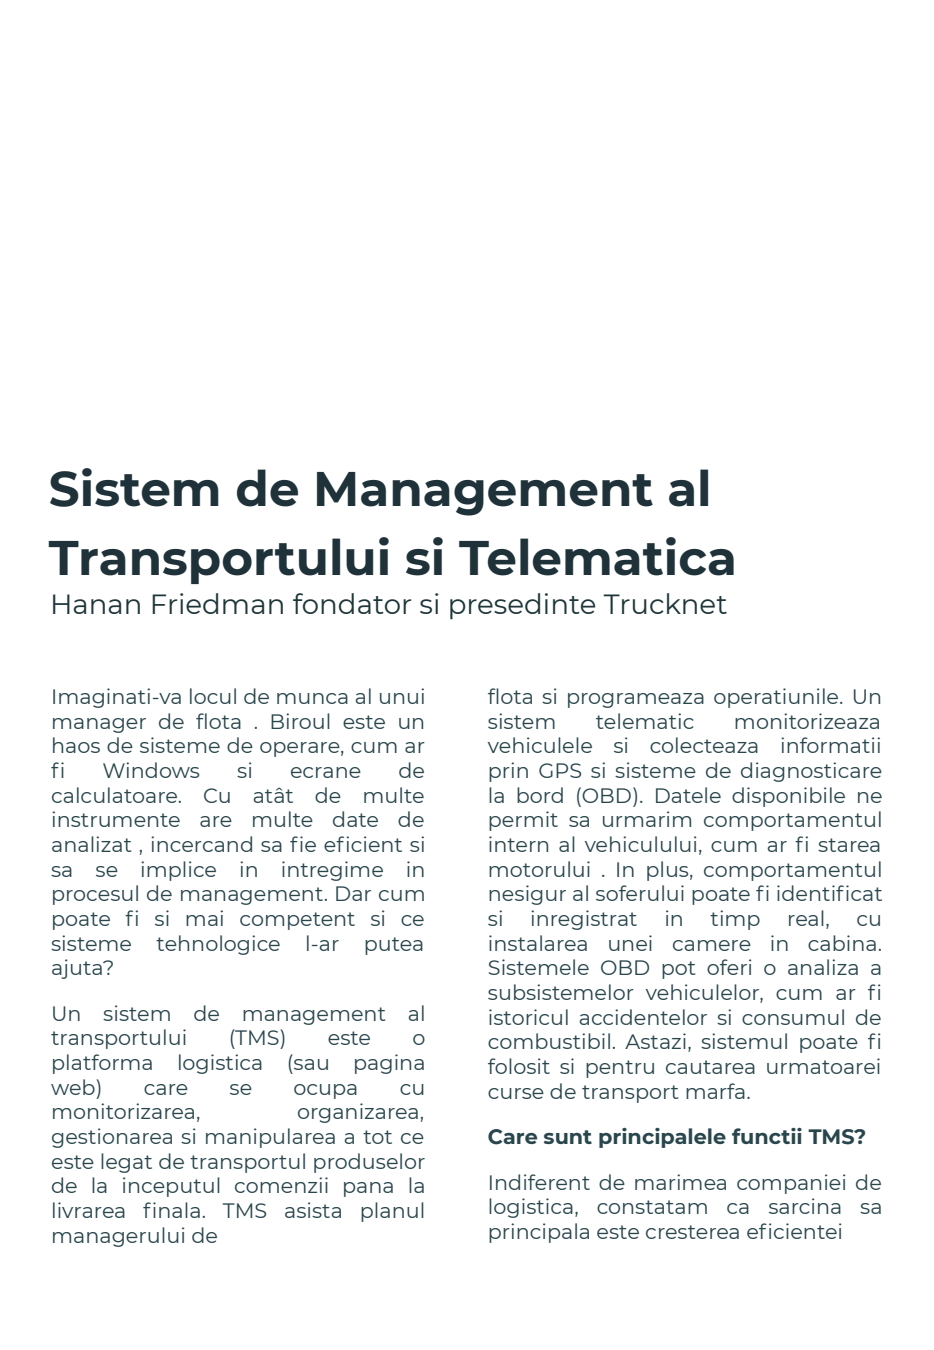 Sistem de Management al
Transportului si Telematica
Hanan Friedman fondator si presedinte Trucknet
Imaginati-va locul de munca al unui
manager de flota . Biroul este un
haos de sisteme de operare, cum ar
fi Windows si ecrane de
calculatoare. Cu atât de multe
instrumente are multe date de
analizat , incercand sa fie eficient si
sa se implice in intregime in
procesul de management. Dar cum
poate fi si mai competent si ce
sisteme tehnologice l-ar putea
ajuta?
Un sistem de management al
transportului (TMS) este o
platforma logistica (sau pagina
web) care se ocupa cu
monitorizarea, organizarea,
gestionarea si manipularea a tot ce
este legat de transportul produselor
de la inceputul comenzii pana la
livrarea finala. TMS asista planul
managerului de
flota si programeaza operatiunile. Un
sistem telematic monitorizeaza
vehiculele si colecteaza informatii
prin GPS si sisteme de diagnosticare
la bord (OBD). Datele disponibile ne
permit sa urmarim comportamentul
intern al vehiculului, cum ar fi starea
motorului . In plus, comportamentul
nesigur al soferului poate fi identificat
si inregistrat in timp real, cu
instalarea unei camere in cabina.
Sistemele OBD pot oferi o analiza a
subsistemelor vehiculelor, cum ar fi
istoricul accidentelor si consumul de
combustibil. Astazi, sistemul poate fi
folosit si pentru cautarea urmatoarei
curse de transport marfa.
Care sunt principalele functii TMS?
Indiferent de marimea companiei de
logistica, constatam ca sarcina sa
principala este cresterea eficientei